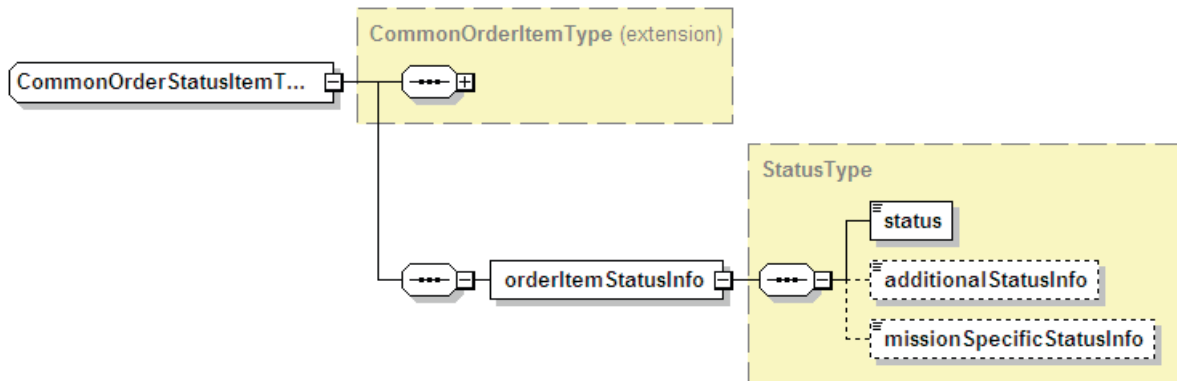 CommonOrderItemType (extension)
CommonOrderStatusItemT...
StatusType
status
orderItemStatusInfo
additionalStatusInfo
missionSpecificStatusInfo